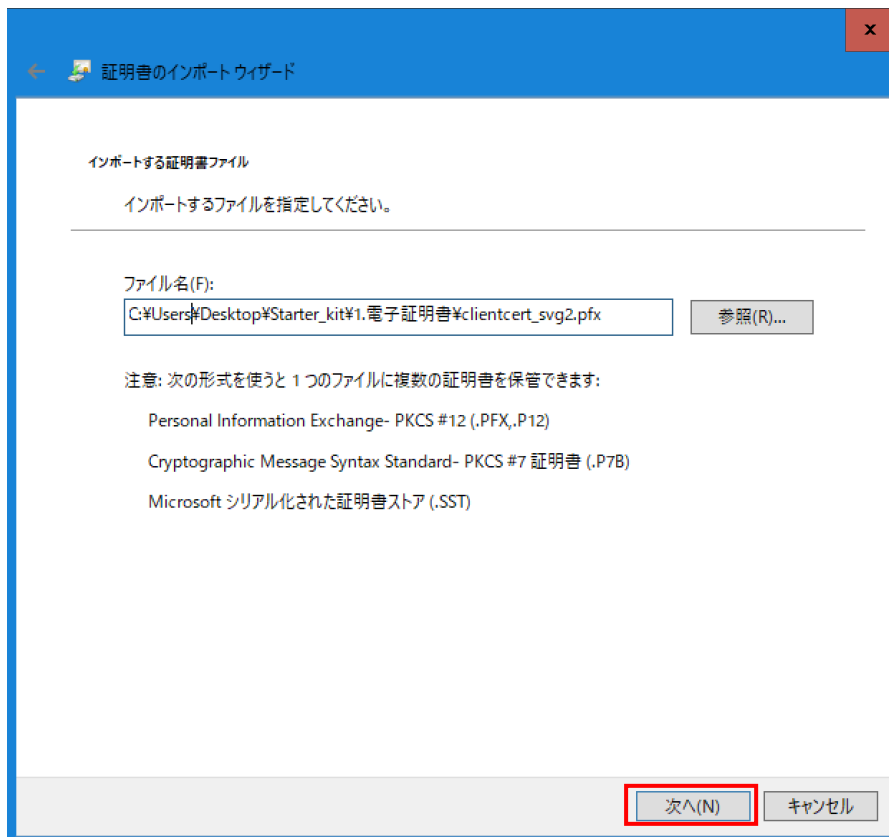 x
証明書のインポート ウィザード
インポートする証明書ファイル
インポートするファイルを指定してください。
ファイル名(F):
C:¥Users¥Desktop¥Starter_kit¥1.電子証明書¥clientcert_svg2.pfx
参照(R)...
注意: 次の形式を使うと 1 つのファイルに複数の証明書を保管できます:
Personal Information Exchange- PKCS #12 (.PFX,.P12)
Cryptographic Message Syntax Standard- PKCS #7 証明書 (.P7B)
Microsoft シリアル化された証明書ストア (.SST)
次へ(N)
キャンセル